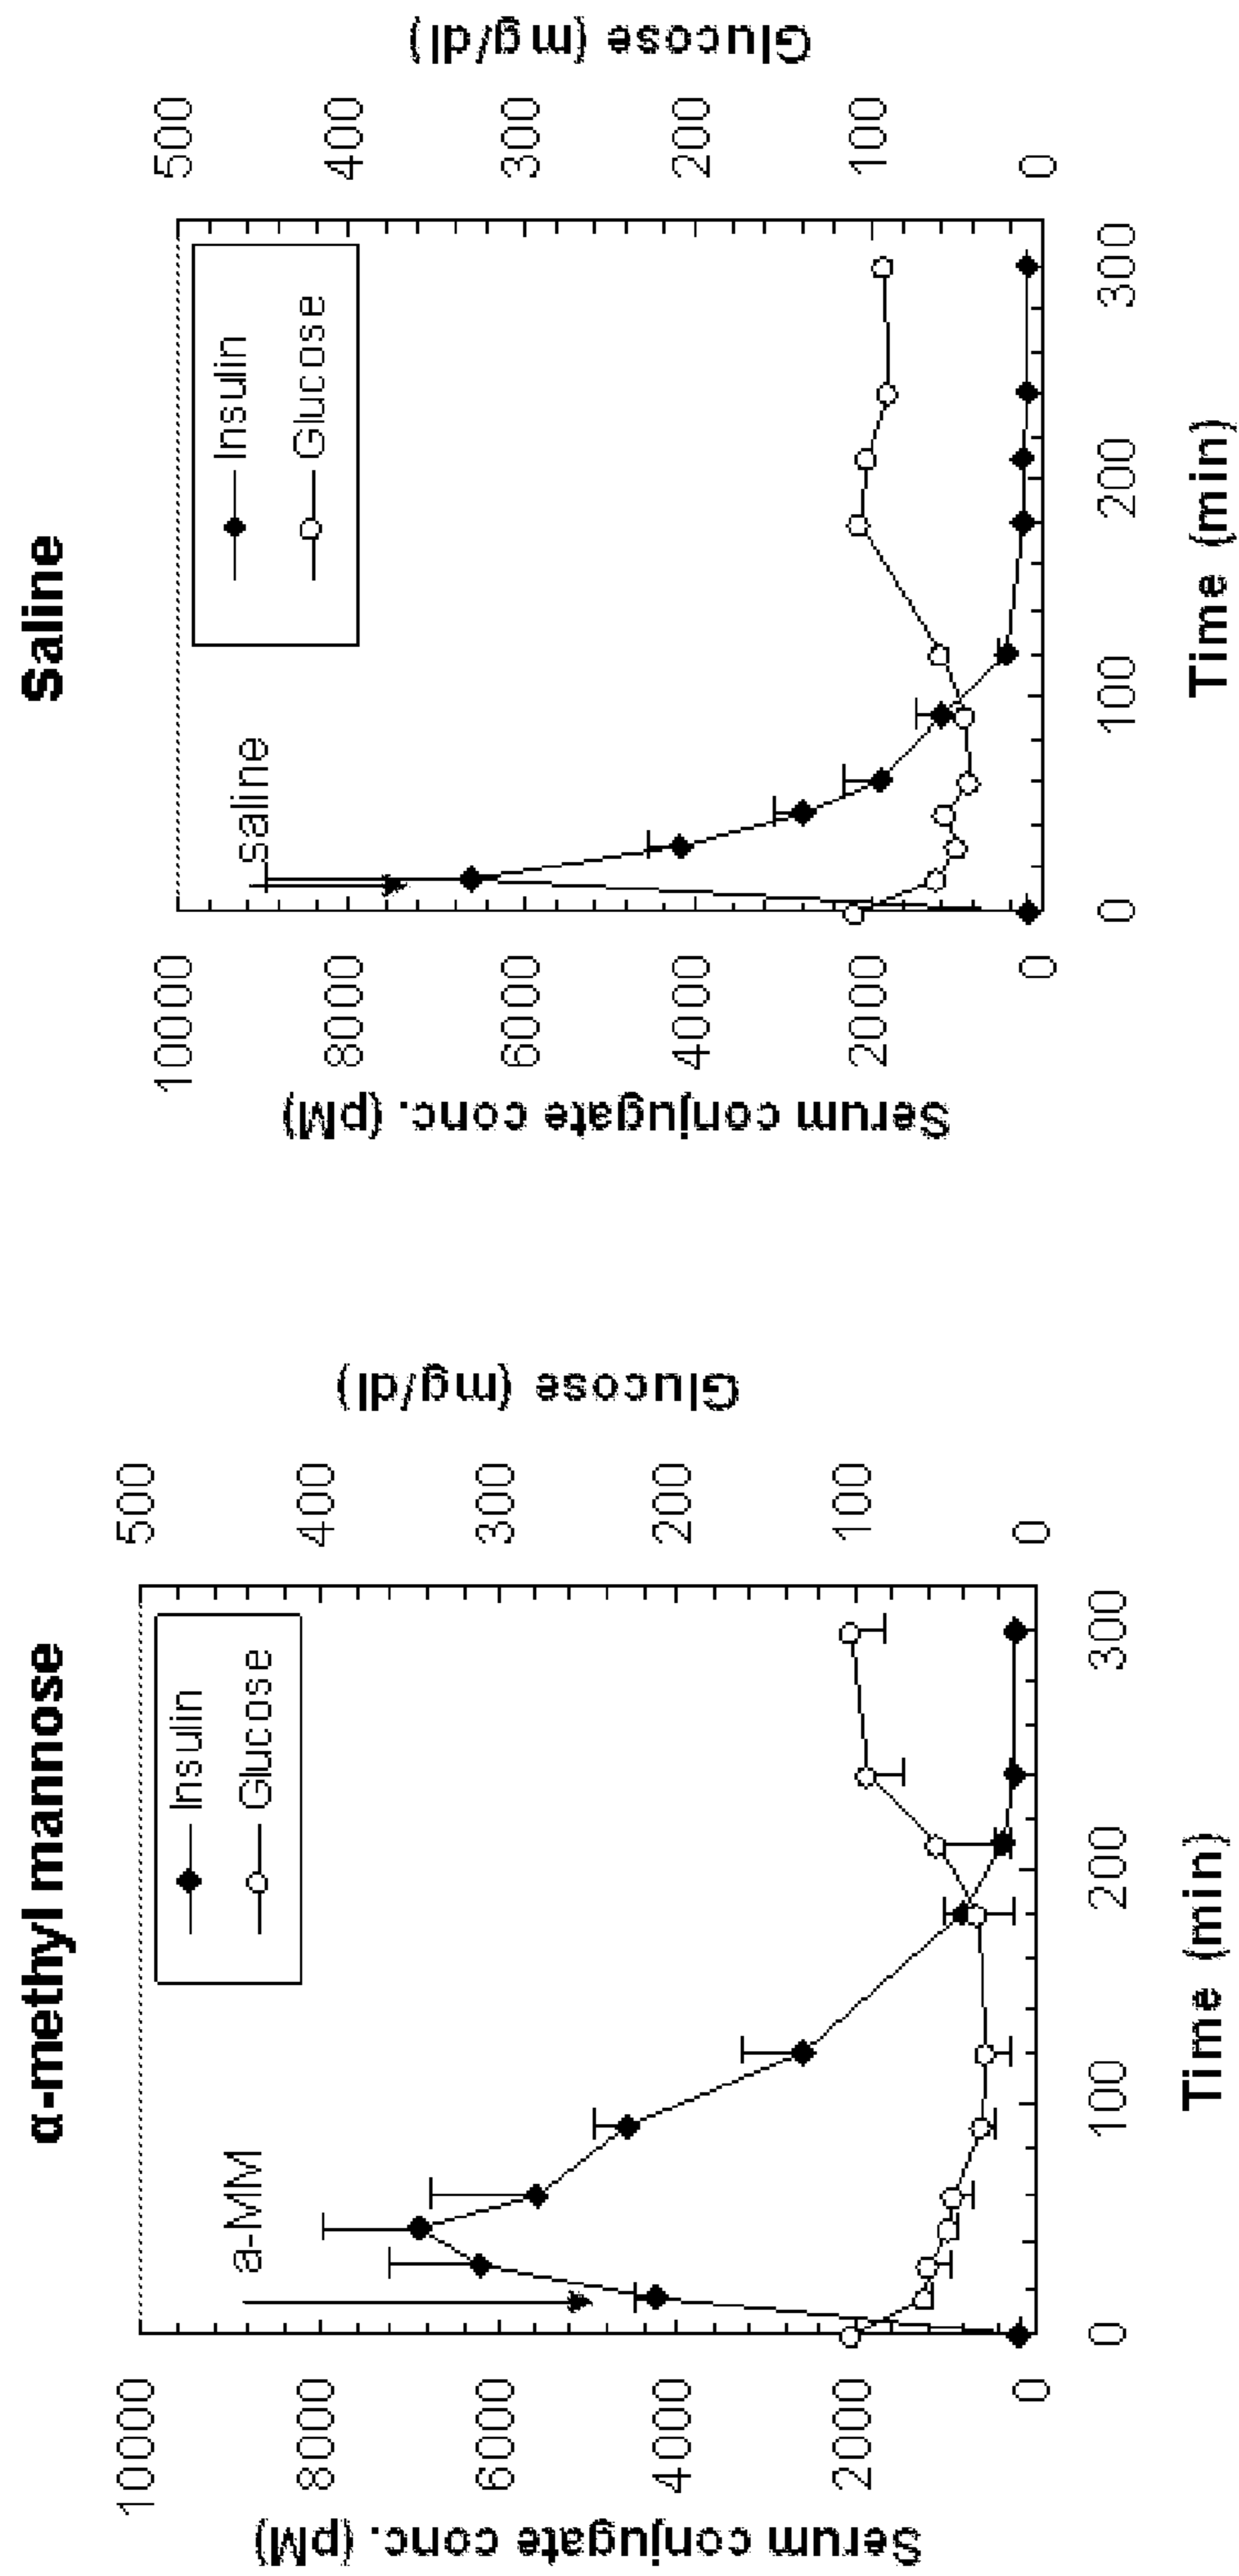 α-methyl mannose
10000
8000
6000
4000
2000
0
Serum conjugate conc. (pM)
a-MM
Insulin
Glucose
500
400
300
200
100
0
Glucose (mg/dl)
0
100
200
300
Time (min)
Saline
10000
8000
6000
4000
2000
0
Serum conjugate conc. (pM)
saline
Insulin
Glucose
500
400
300
200
100
0
Glucose (mg/dl)
0
100
200
300
Time (min)